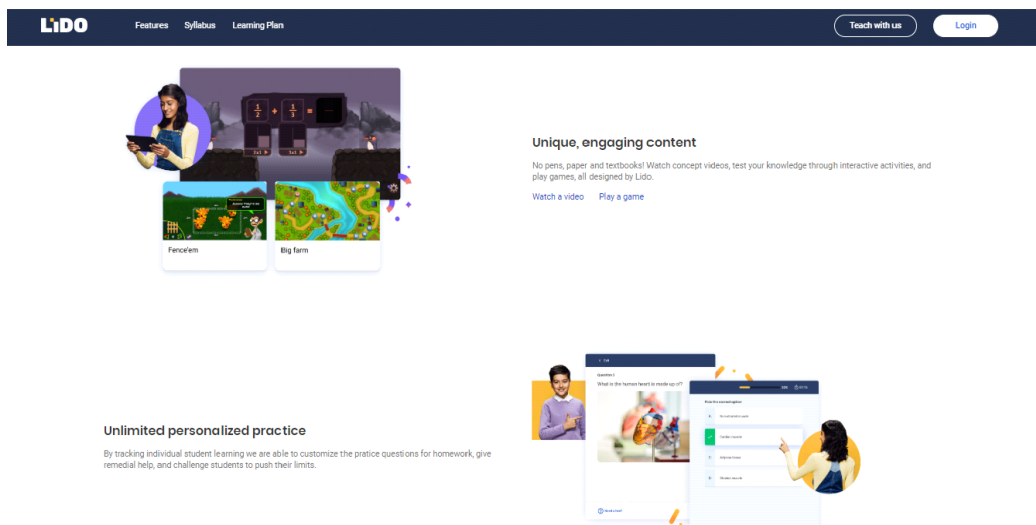 LiDO
Features Syllabus Learning Plan
Teach with us
Login
1/2 + 1/3 =
Fence'em
Big farm
Unique, engaging content
No pens, paper and textbooks! Watch concept videos, test your knowledge through interactive activities, and
play games, all designed by Lido.
Watch a video Play a game
Unlimited personalized practice
By tracking individual student learning we are able to customize the pratice questions for homework, give
remedial help, and challenge students to push their limits.
Question 1
What is the human heart is made up of?